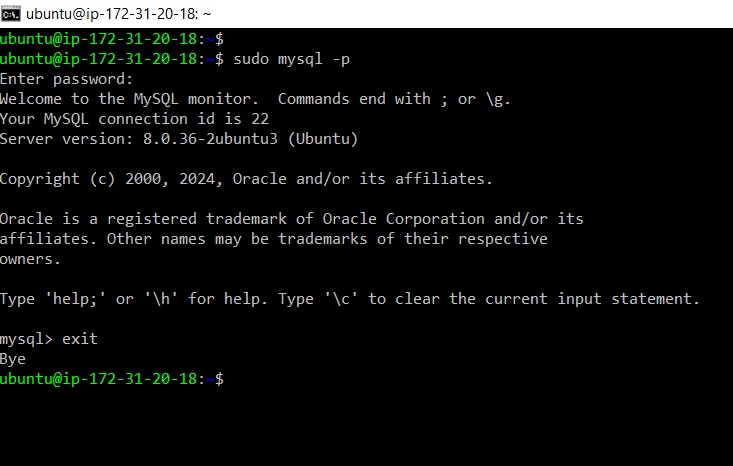 ubuntu@ip-172-31-20-18: ~
ubuntu@ip-172-31-20-18:~$
ubuntu@ip-172-31-20-18:~$ sudo mysql -p
Enter password:
Welcome to the MySQL monitor.  Commands end with ; or \g.
Your MySQL connection id is 22
Server version: 8.0.36-2ubuntu3 (Ubuntu)
Copyright (c) 2000, 2024, Oracle and/or its affiliates.
Oracle is a registered trademark of Oracle Corporation and/or its
affiliates. Other names may be trademarks of their respective
owners.
Type 'help;' or '\h' for help. Type '\c' to clear the current input statement.
mysql> exit
Bye
ubuntu@ip-172-31-20-18:~$